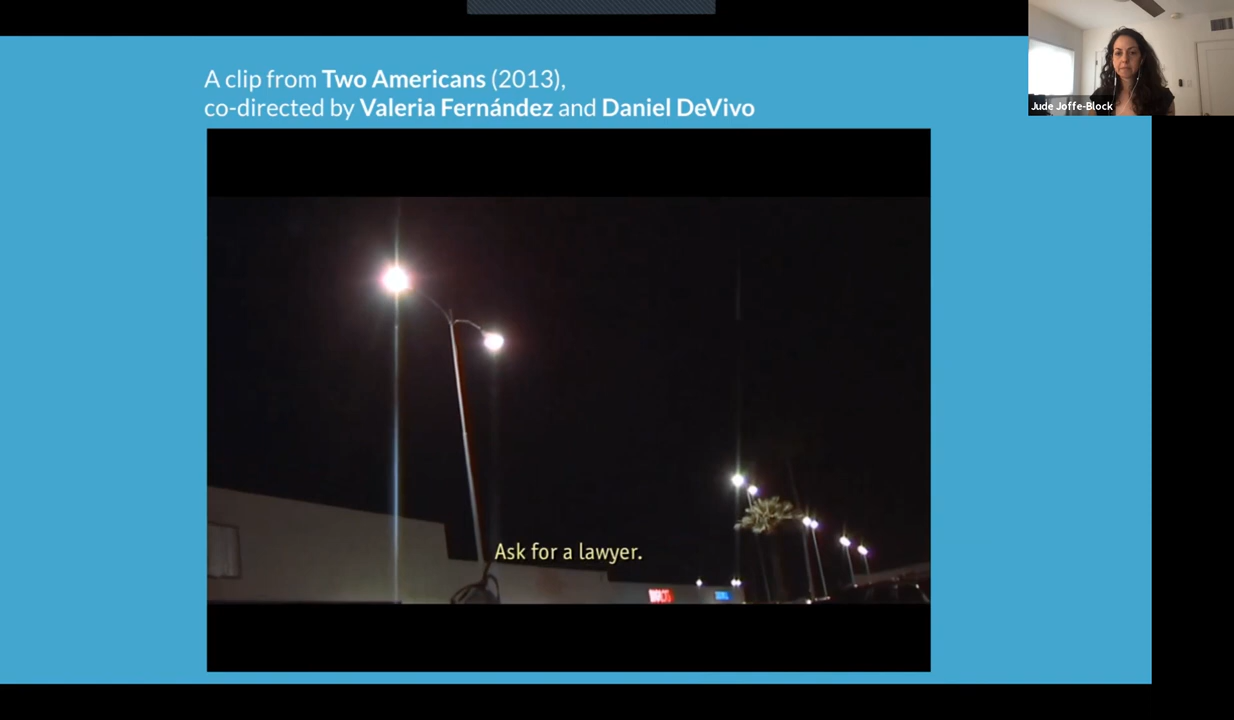 A clip from Two Americans (2013),
co-directed by Valeria Fernández and Daniel DeVivo
Jude Joffe-Block
Ask for a lawyer.